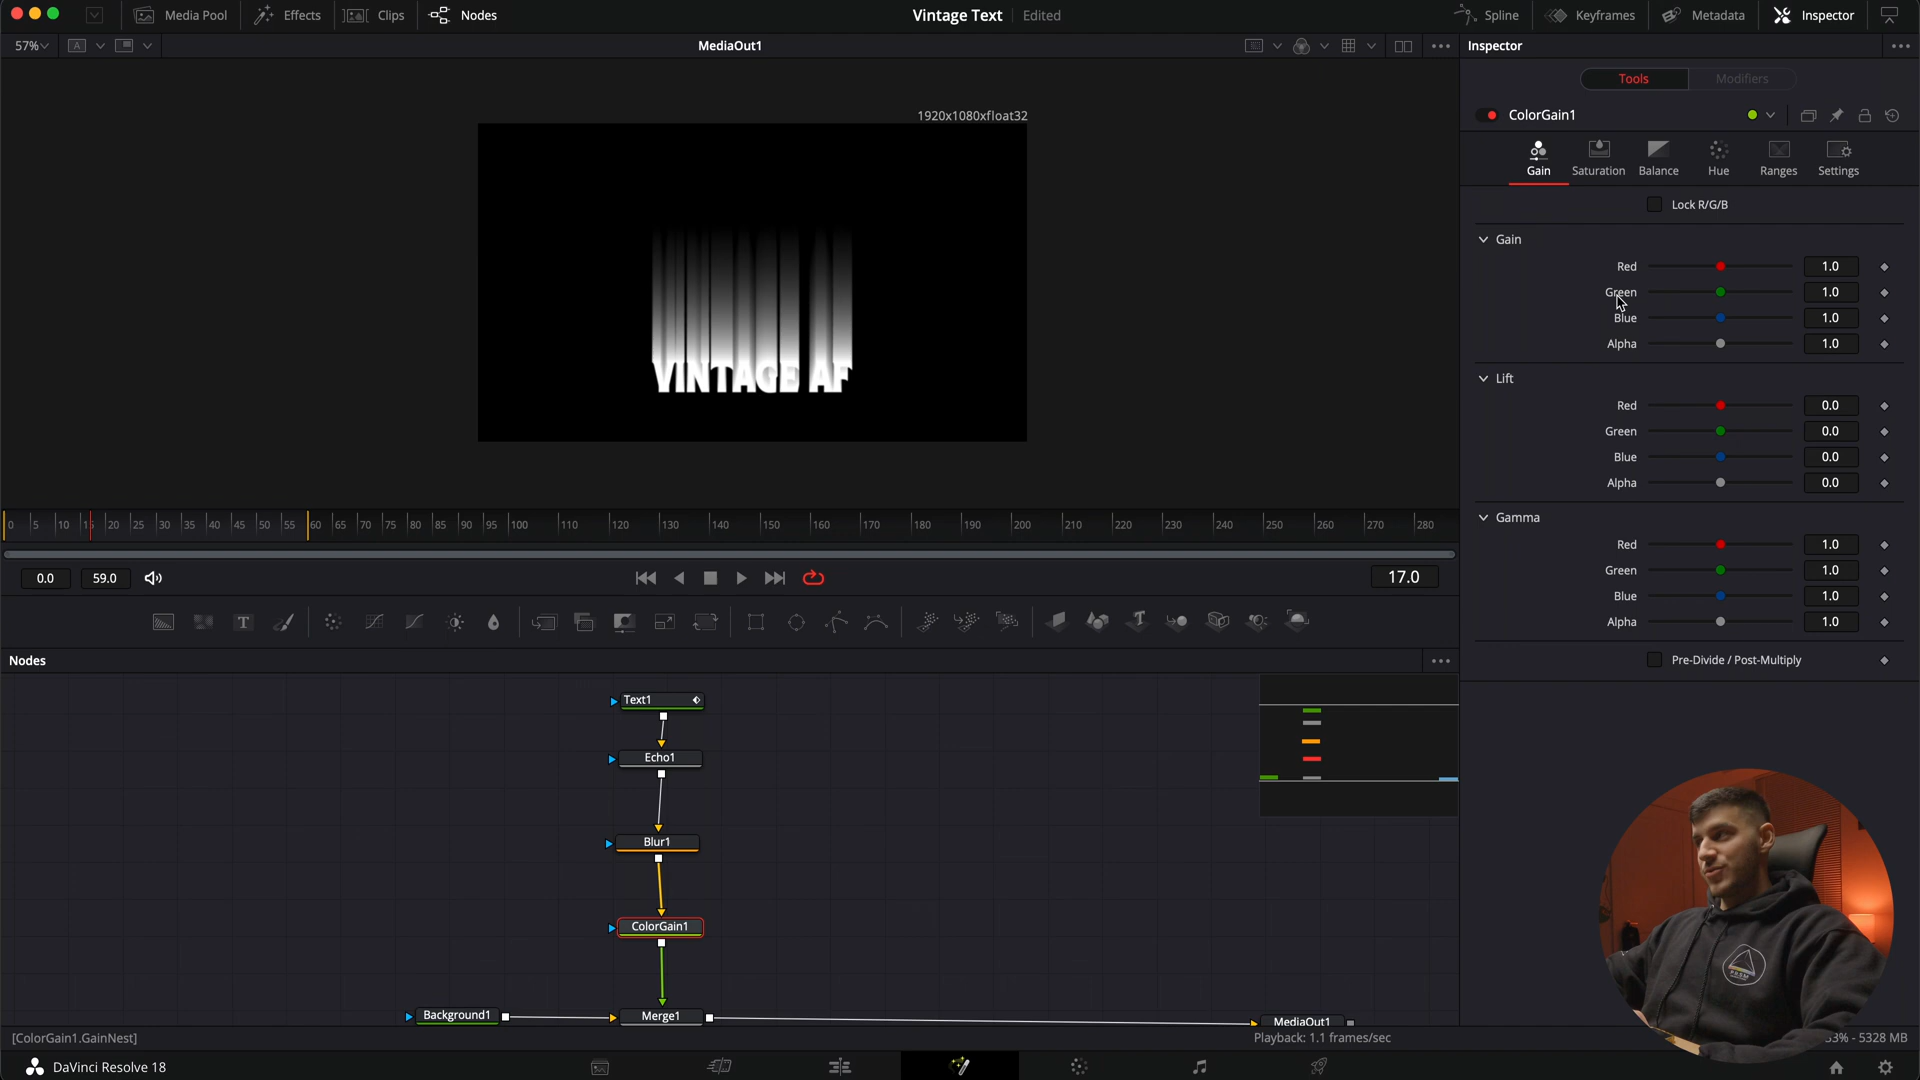 Media Pool Effects Clips Nodes Vintage Text Edited Spline Keyframes Metadata Inspector
57% A MediaOut1 Inspector
Tools Modifiers
1920x1080xfloat32
ColorGain1
Gain Saturation Balance Hue Ranges Settings
Lock R/G/B
Gain
Red 1.0
Green 1.0
Blue 1.0
Alpha 1.0
VINTAGE AF
Lift
Red 0.0
Green 0.0
Blue 0.0
Alpha 0.0
Gamma
0 5 10 15 20 25 30 35 40 45 50 55 60 65 70 75 80 85 90 95 100 110 120 130 140 150 160 170 180 190 200 210 220 230 240 250 260 270 280
Red 1.0
Green 1.0
0.0 59.0 17.0
Blue 1.0
Alpha 1.0
Pre-Divide / Post-Multiply
Nodes
Text1
Echo1
Blur1
ColorGain1
Background1 Merge1 MediaOut1
[ColorGain1.GainNest] Playback: 1.1 frames/sec 33% - 5328 MB
DaVinci Resolve 18